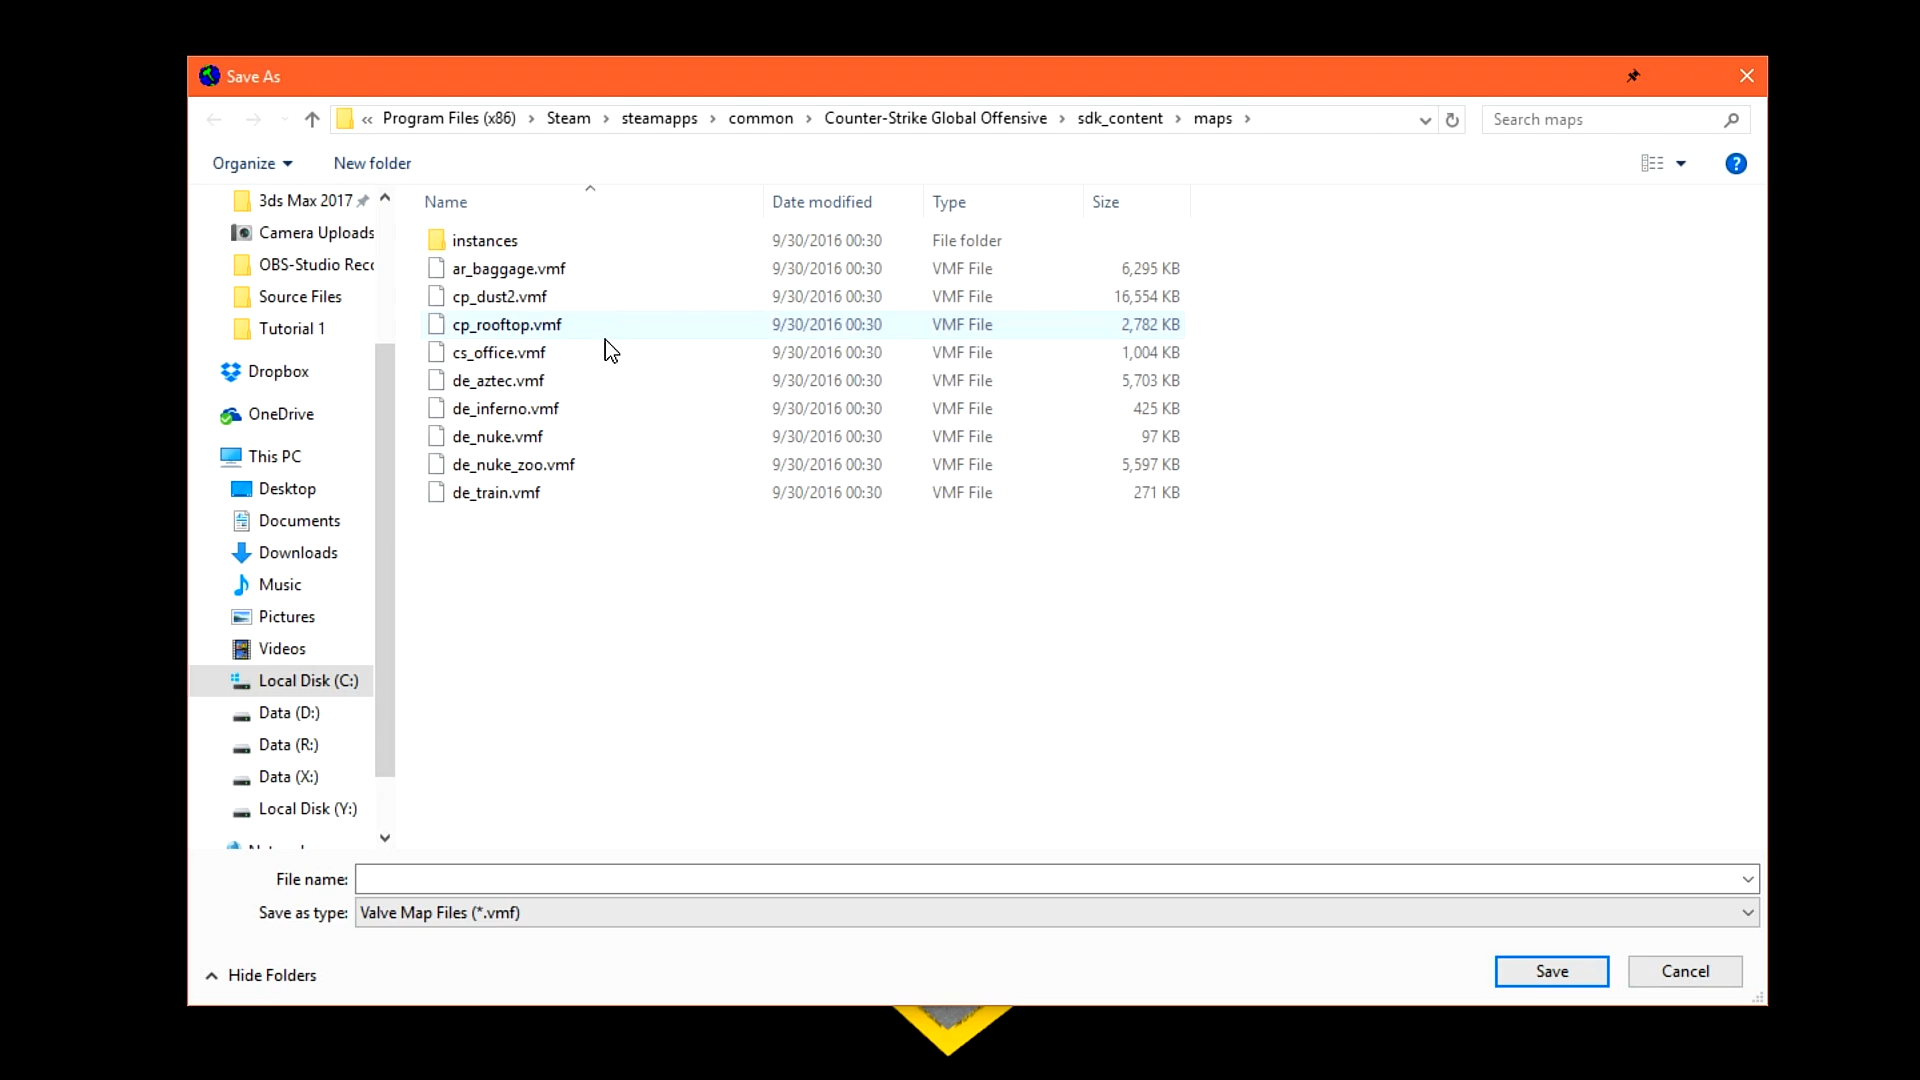 Save As
« Program Files (x86) › Steam › steamapps › common › Counter-Strike Global Offensive › sdk_content › maps ›
Search maps
Organize
New folder
Name Date modified Type Size
instances 9/30/2016 00:30 File folder
ar_baggage.vmf 9/30/2016 00:30 VMF File 6,295 KB
cp_dust2.vmf 9/30/2016 00:30 VMF File 16,554 KB
cp_rooftop.vmf 9/30/2016 00:30 VMF File 2,782 KB
cs_office.vmf 9/30/2016 00:30 VMF File 1,004 KB
de_aztec.vmf 9/30/2016 00:30 VMF File 5,703 KB
de_inferno.vmf 9/30/2016 00:30 VMF File 425 KB
de_nuke.vmf 9/30/2016 00:30 VMF File 97 KB
de_nuke_zoo.vmf 9/30/2016 00:30 VMF File 5,597 KB
de_train.vmf 9/30/2016 00:30 VMF File 271 KB
3ds Max 2017
Camera Uploads
OBS-Studio Rec
Source Files
Tutorial 1
Dropbox
OneDrive
This PC
Desktop
Documents
Downloads
Music
Pictures
Videos
Local Disk (C:)
Data (D:)
Data (R:)
Data (X:)
Local Disk (Y:)
File name:
Save as type: Valve Map Files (*.vmf)
Hide Folders
Save
Cancel